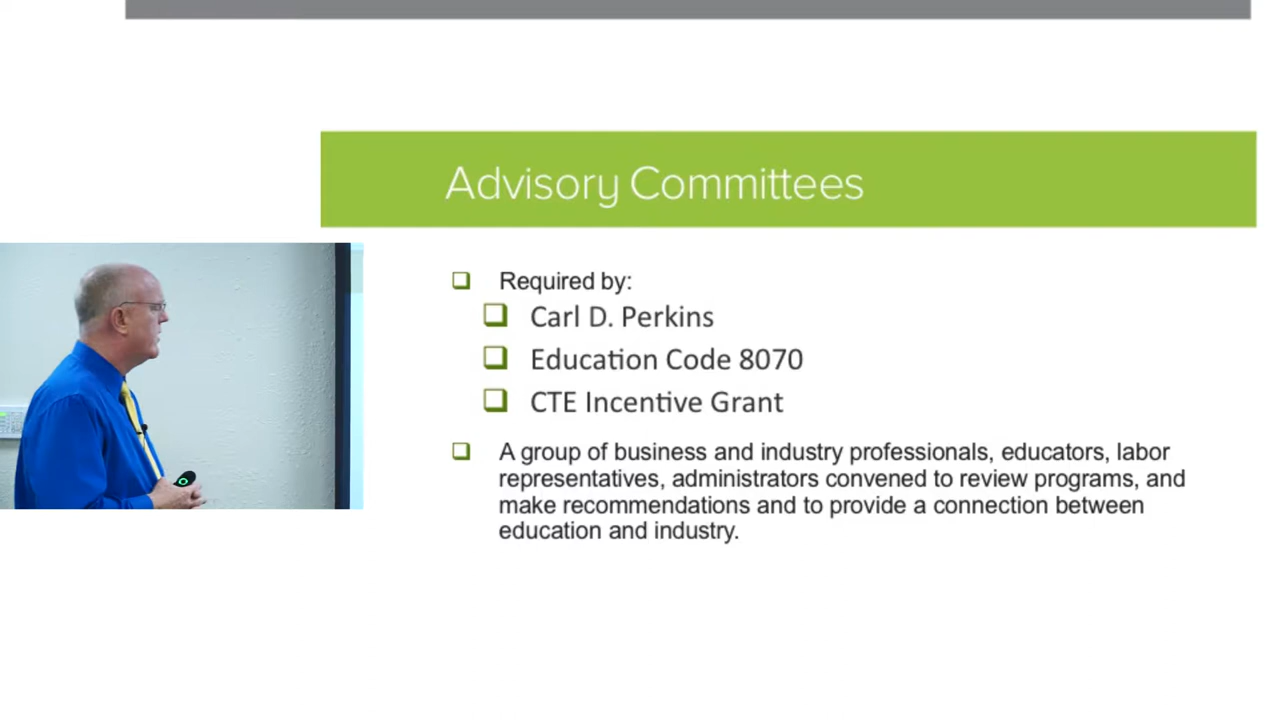 Advisory Committees
Required by:
Carl D. Perkins
Education Code 8070
CTE Incentive Grant
A group of business and industry professionals, educators, labor
representatives, administrators convened to review programs, and
make recommendations and to provide a connection between
education and industry.